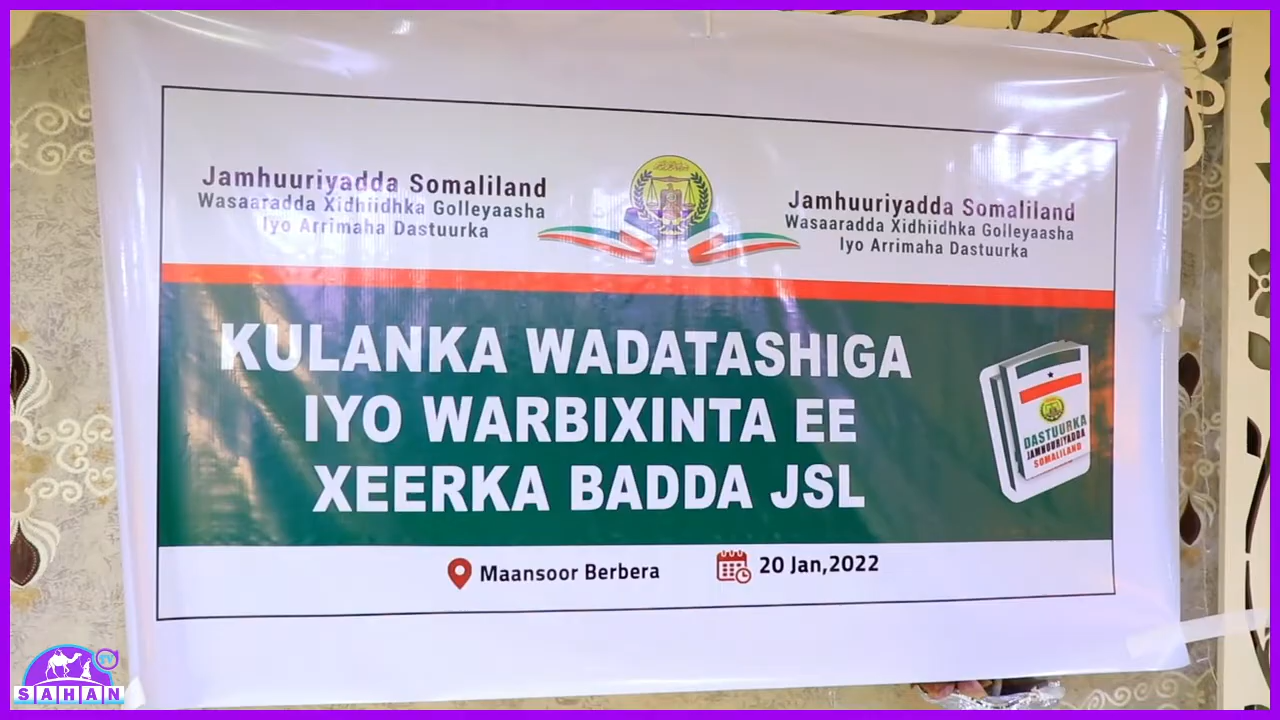 Jamhuuriyadda Somaliland
Wasaaradda Xidhiidhka Golleyaasha
Iyo Arrimaha Dastuurka
Jamhuuriyadda Somaliland
Wasaaradda Xidhiidhka Golleyaasha
Iyo Arrimaha Dastuurka
KULANKA WADATASHIGA
IYO WARBIXINTA EE
XEERKA BADDA JSL
DASTUURKA
JAMHUURIYADDA
SOMALILAND
Maansoor Berbera
20 Jan,2022
TV
SAHAN